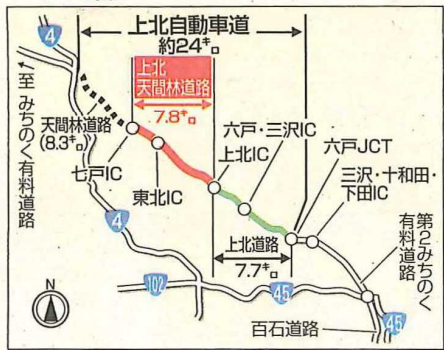 上北自動車道
約24㌔
4
至 みちのく有料道路
上北
天間林道路
7.8㌔
天間林道路
(8.3㌔)
七戸IC
東北IC
上北IC
六戸・三沢IC
六戸JCT
三沢・十和田・
下田IC
上北道路
7.7㌔
第2みちのく
有料道路
4
102
45
45
百石道路
N